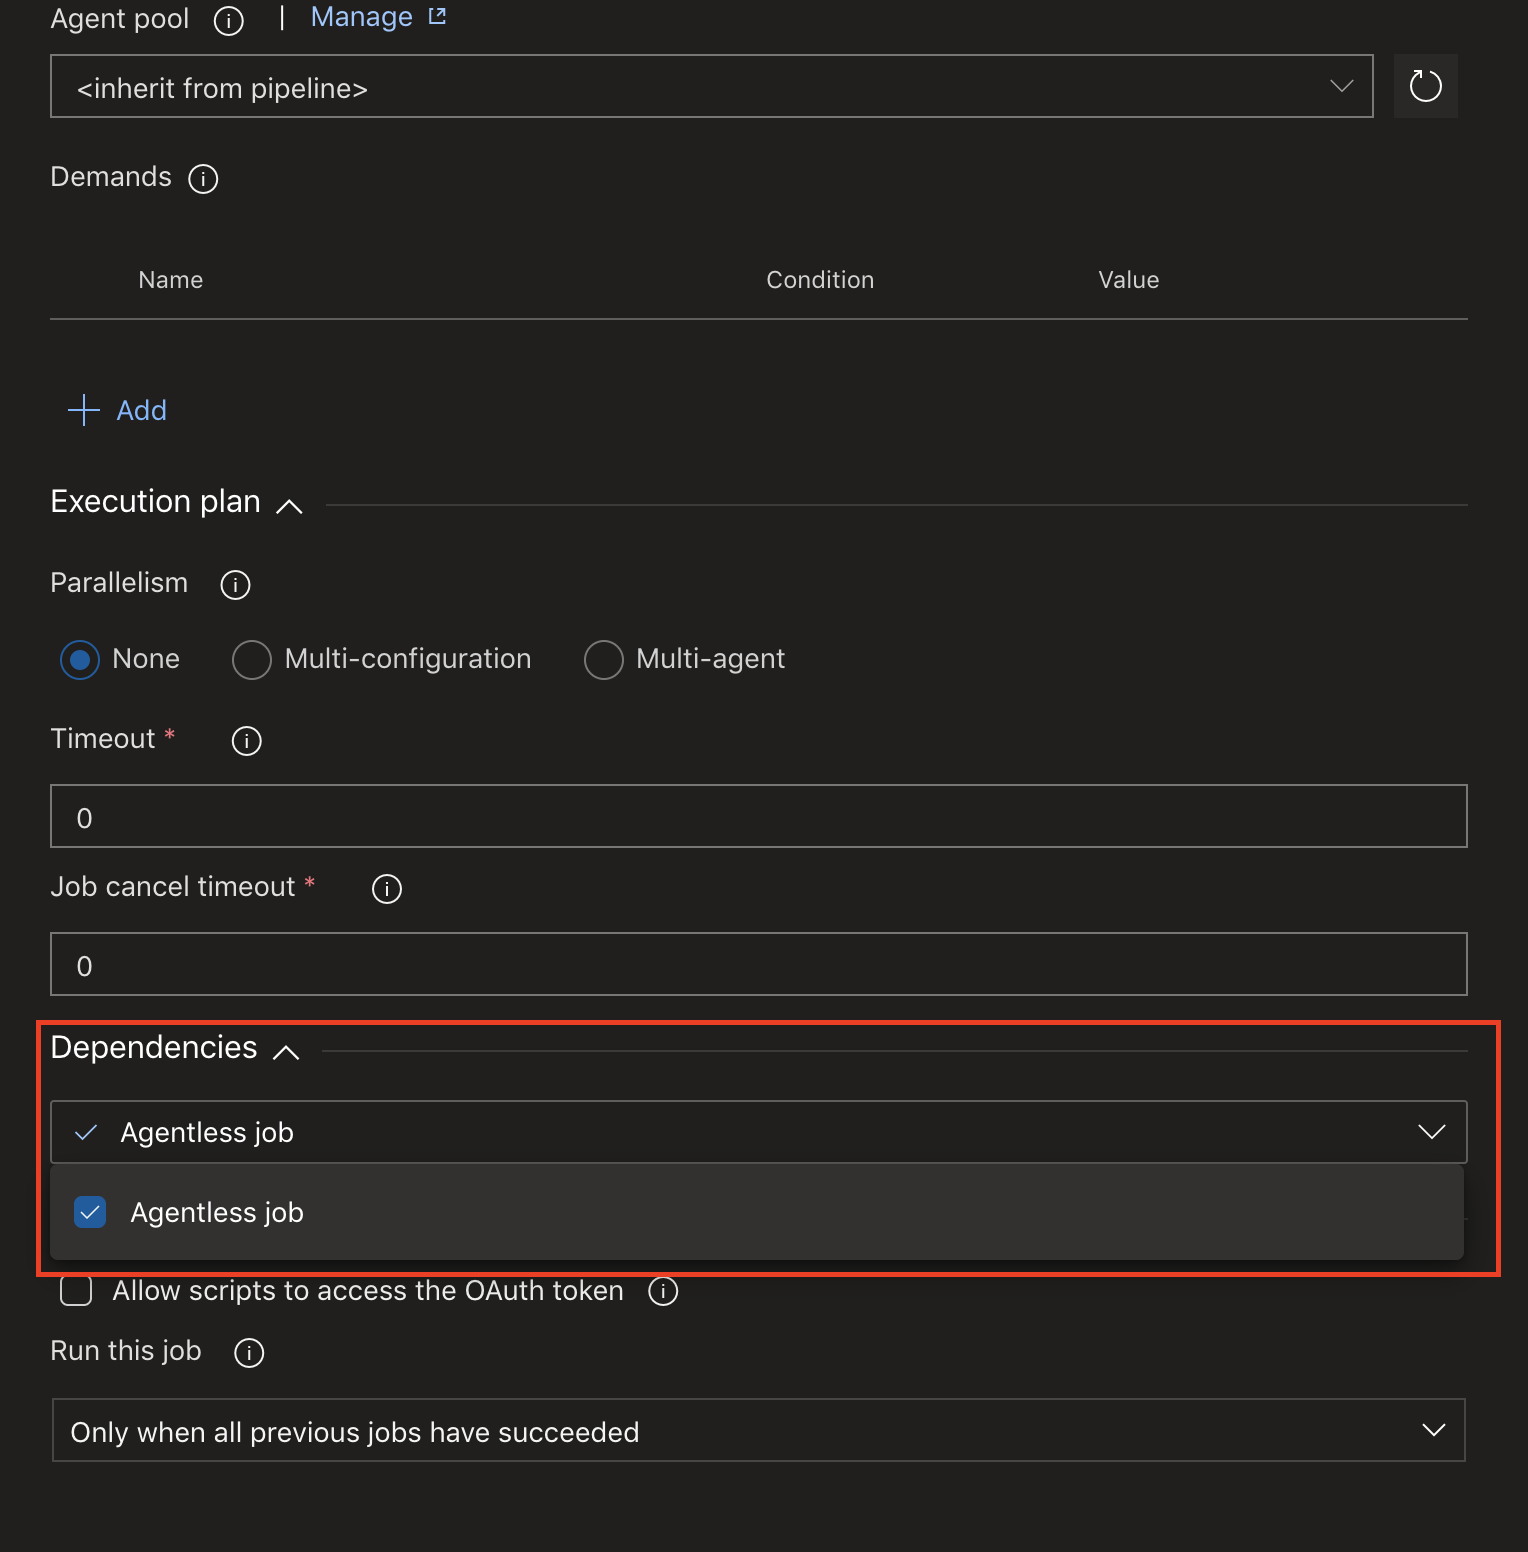 Agent pool | Manage
<inherit from pipeline>
Demands
Name Condition Value
Add
Execution plan
Parallelism
None Multi-configuration Multi-agent
Timeout *
0
Job cancel timeout *
0
Dependencies
Agentless job
Agentless job
Allow scripts to access the OAuth token
Run this job
Only when all previous jobs have succeeded